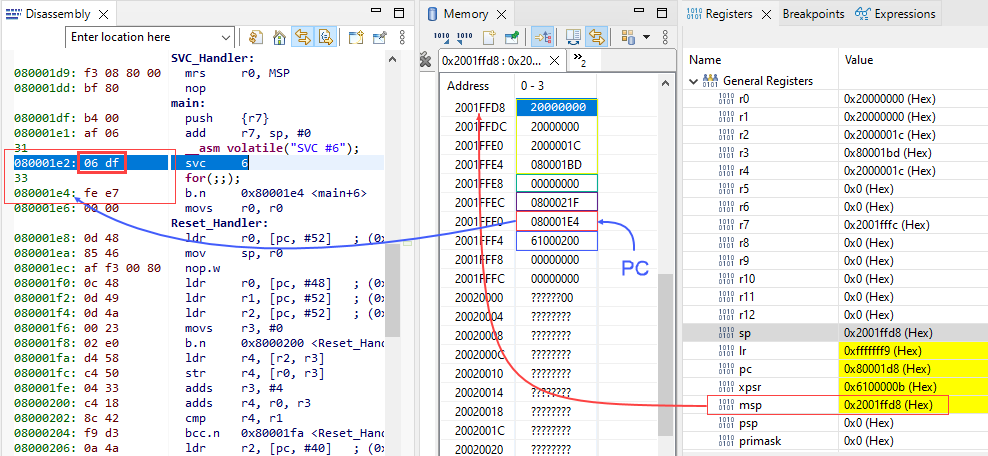 Disassembly
Enter location here
SVC_Handler:
080001d9: f3 08 80 00 mrs r0, MSP
080001dd: bf 80 nop
main:
080001df: b4 00 push {r7}
080001e1: af 06 add r7, sp, #0
31 __asm volatile("SVC #6");
080001e2: 06 df svc 6
33 for(;;);
080001e4: fe e7 b.n 0x80001e4 <main+6>
080001e6: 00 00 movs r0, r0
Reset_Handler:
080001e8: 0d 48 ldr r0, [pc, #52] ; (0x
080001ea: 85 46 mov sp, r0
080001ec: af f3 00 80 nop.w
080001f0: 0c 48 ldr r0, [pc, #48] ; (0x
080001f2: 0d 49 ldr r1, [pc, #52] ; (0x
080001f4: 0d 4a ldr r2, [pc, #52] ; (0x
080001f6: 00 23 movs r3, #0
080001f8: 02 e0 b.n 0x8000200 <Reset_Hand
080001fa: d4 58 ldr r4, [r2, r3]
080001fc: c4 50 str r4, [r0, r3]
080001fe: 04 33 adds r3, #4
08000200: c4 18 adds r4, r0, r3
08000202: 8c 42 cmp r4, r1
08000204: f9 d3 bcc.n 0x80001fa <Reset_Hand
08000206: 0a 4a ldr r2, [pc, #40] ; (0x
Memory
0x2001ffd8 : 0x20... »2
Address 0 - 3
2001FFD8 20000000
2001FFDC 20000000
2001FFE0 2000001C
2001FFE4 080001BD
2001FFE8 00000000
2001FFEC 0800021F
2001FFF0 080001E4
2001FFF4 61000200
2001FFF8 00000000
2001FFFC 00000000
20020000 ??????00
20020004 ????????
20020008 ????????
2002000C ????????
20020010 ????????
20020014 ????????
20020018 ????????
2002001C ????????
20020020 ????????
PC
Registers Breakpoints Expressions
Name Value
General Registers
r0 0x20000000 (Hex)
r1 0x20000000 (Hex)
r2 0x2000001c (Hex)
r3 0x80001bd (Hex)
r4 0x2000001c (Hex)
r5 0x0 (Hex)
r6 0x0 (Hex)
r7 0x2001fffc (Hex)
r8 0x0 (Hex)
r9 0x0 (Hex)
r10 0x0 (Hex)
r11 0x0 (Hex)
r12 0x0 (Hex)
sp 0x2001ffd8 (Hex)
lr 0xfffffff9 (Hex)
pc 0x80001d8 (Hex)
xpsr 0x6100000b (Hex)
msp 0x2001ffd8 (Hex)
psp 0x0 (Hex)
primask 0x0 (Hex)